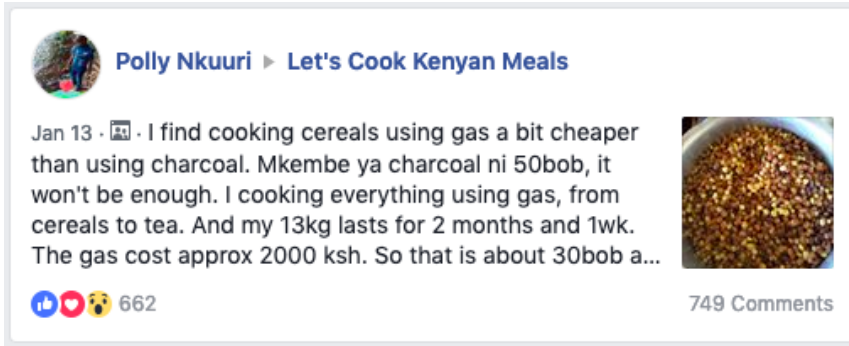 Polly Nkuuri ▸ Let's Cook Kenyan Meals
Jan 13 · I find cooking cereals using gas a bit cheaper
than using charcoal. Mkembe ya charcoal ni 50bob, it
won't be enough. I cooking everything using gas, from
cereals to tea. And my 13kg lasts for 2 months and 1wk.
The gas cost approx 2000 ksh. So that is about 30bob a...
662
749 Comments